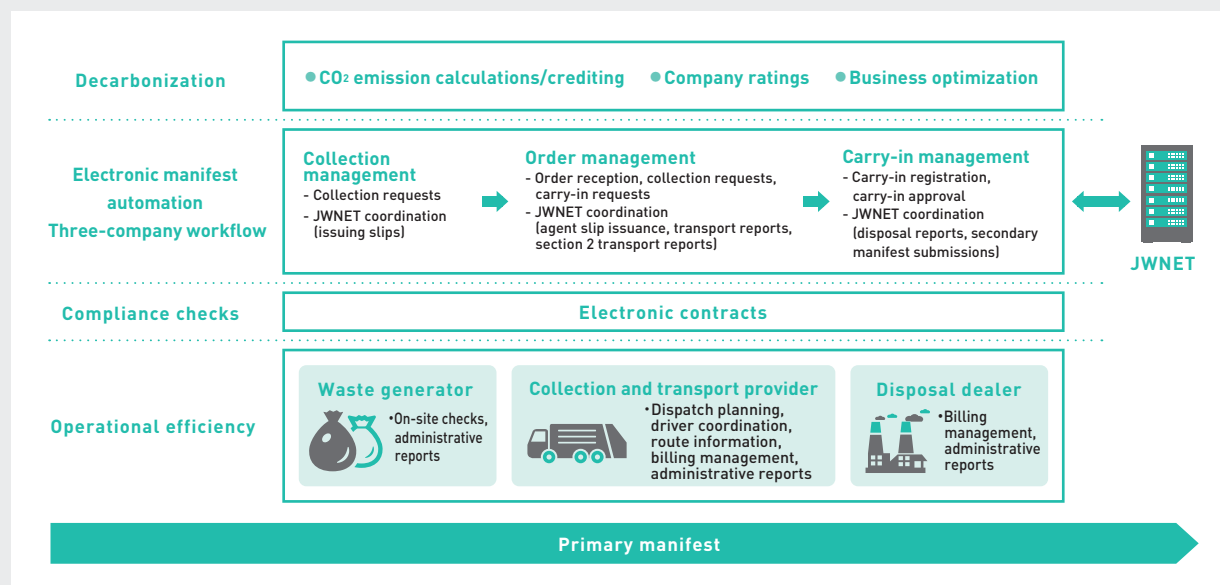 Decarbonization
● CO2 emission calculations/crediting ● Company ratings ● Business optimization
Electronic manifest
automation
Three-company workflow
Collection
management
- Collection requests
- JWNET coordination
(issuing slips)
Order management
- Order reception, collection requests,
carry-in requests
- JWNET coordination
(agent slip issuance, transport reports,
section 2 transport reports)
Carry-in management
- Carry-in registration,
carry-in approval
- JWNET coordination
(disposal reports, secondary
manifest submissions)
JWNET
Compliance checks
Electronic contracts
Operational efficiency
Waste generator
•On-site checks,
administrative
reports
Collection and transport provider
•Dispatch planning,
driver coordination,
route information,
billing management,
administrative reports
Disposal dealer
•Billing
management,
administrative
reports
Primary manifest